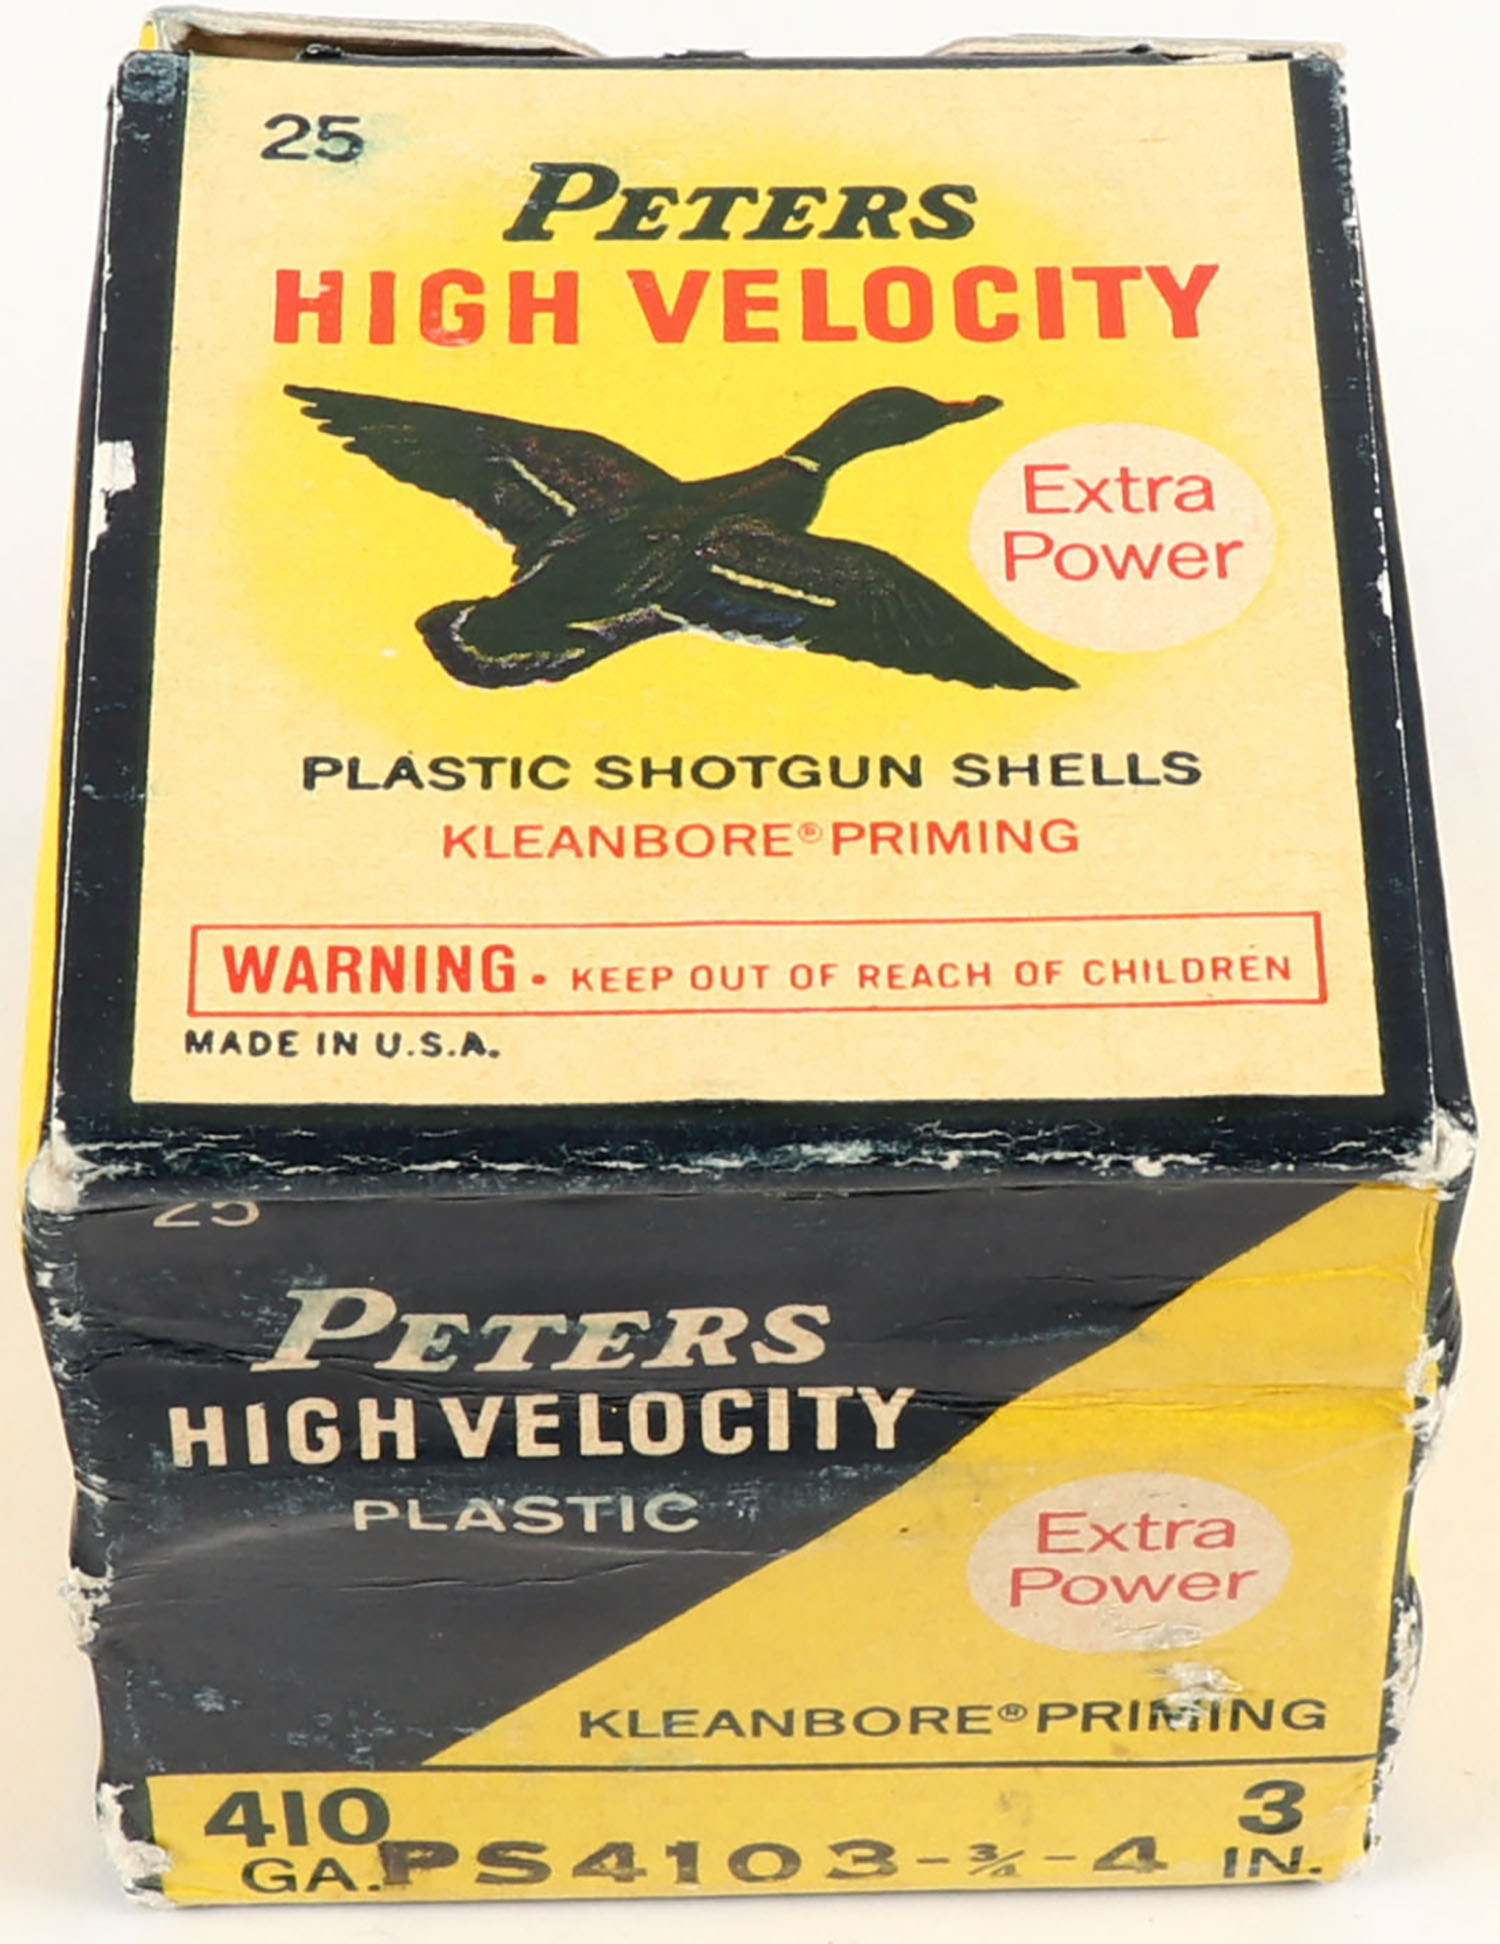 25
PETERS
HIGH VELOCITY
Extra
Power
PLASTIC SHOTGUN SHELLS
KLEANBORE® PRIMING
WARNING • KEEP OUT OF REACH OF CHILDREN
MADE IN U.S.A.
25
PETERS
HIGH VELOCITY
PLASTIC
Extra
Power
KLEANBORE® PRIMING
410
GA.
PS4103-¾-4
3
IN.